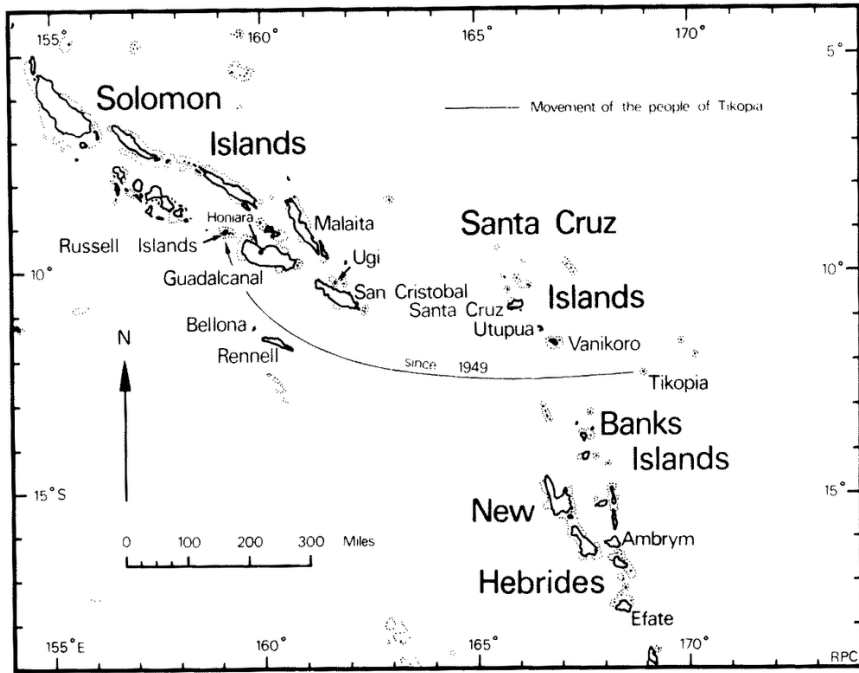 155°
160°
165°
170°
5°
5°
Solomon
Islands
Movement of the people of Tikopia
Honiara
Malaita
Santa Cruz
Russell Islands
Ugi
Guadalcanal
10°
10°
San Cristobal
Islands
Santa Cruz
Bellona
Utupua
N
Vanikoro
Rennell
since 1949
Tikopia
Banks
Islands
15°S
15°
New
0 100 200 300 Miles
Ambrym
Hebrides
Efate
155°E
160°
165°
170°
RPC